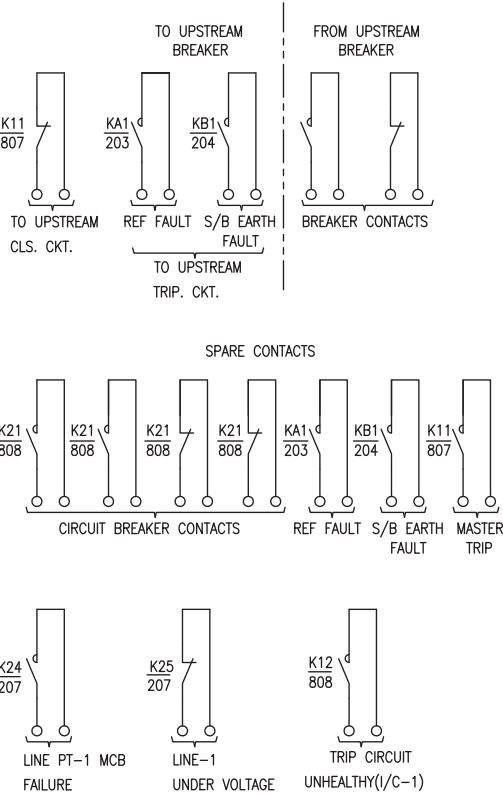 TO UPSTREAM
BREAKER
FROM UPSTREAM
BREAKER
K11
807
KA1
203
KB1
204
TO UPSTREAM
CLS. CKT.
REF FAULT
S/B EARTH
FAULT
BREAKER CONTACTS
TO UPSTREAM
TRIP. CKT.
SPARE CONTACTS
K21
808
K21
808
K21
808
K21
808
KA1
203
KB1
204
K11
807
CIRCUIT BREAKER CONTACTS
REF FAULT
S/B EARTH
FAULT
MASTER
TRIP
K24
207
K25
207
K12
808
LINE PT-1 MCB
FAILURE
LINE-1
UNDER VOLTAGE
TRIP CIRCUIT
UNHEALTHY(I/C-1)